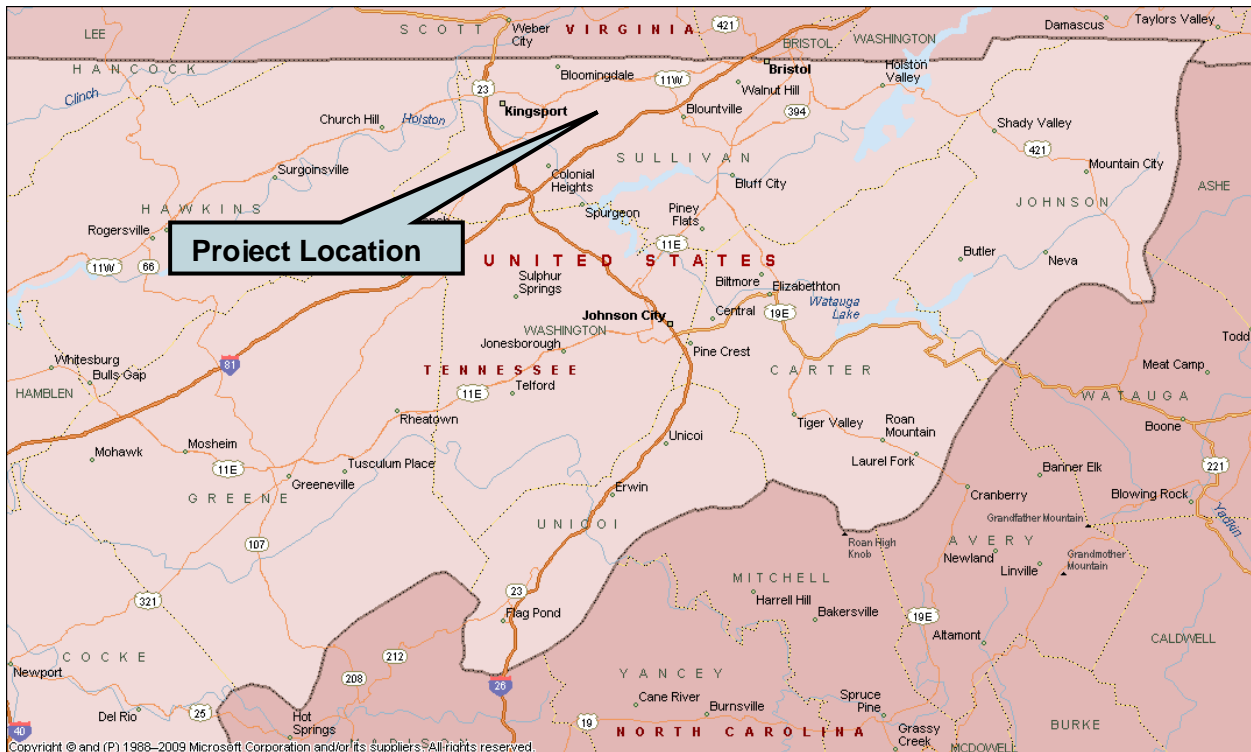 421
Damascus
Taylors Valley
SCOTT
Weber
City
VIRGINIA
LEE
BRISTOL
WASHINGTON
HANCOCK
Bloomingdale
11W
Bristol
Holston
Valley
Clinch
23
Walnut Hill
Kingsport
Blountville
394
Church Hill
Holston
Shady Valley
SULLIVAN
421
Surgoinsville
Colonial
Heights
Bluff City
Mountain City
ASHE
HAWKINS
Spurgeon
Piney
Flats
JOHNSON
Rogersville
Project Location
11E
11W
66
UNITED STATES
Butler
Neva
Sulphur
Springs
Biltmore
Elizabethton
Watauga
Lake
Johnson City
Central
19E
WASHINGTON
Jonesborough
Pine Crest
Todd
Whitesburg
81
Meat Camp
Bulls Gap
TENNESSEE
CARTER
HAMBLEN
11E
Telford
WATAUGA
Rheatown
Tiger Valley
Roan
Mountain
Boone
Mosheim
Unicoi
Mohawk
Laurel Fork
11E
Tusculum Place
Banner Elk
221
Greeneville
Erwin
Cranberry
Blowing Rock
GREENE
Grandfather Mountain
Yadkin
UNICOI
Roan High
Knob
AVERY
107
Newland
Grandmother
Mountain
Linville
MITCHELL
23
Harrell Hill
321
Bakersville
Flag Pond
19E
Altamont
CALDWELL
COCKE
212
Newport
208
YANCEY
26
Cane River
Spruce
Pine
Del Rio
25
Burnsville
Hot
Springs
19
NORTH CAROLINA
Grassy
Creek
BURKE
40
MADISON
MCDOWELL
Copyright © and (P) 1988–2009 Microsoft Corporation and/or its suppliers. All rights reserved.